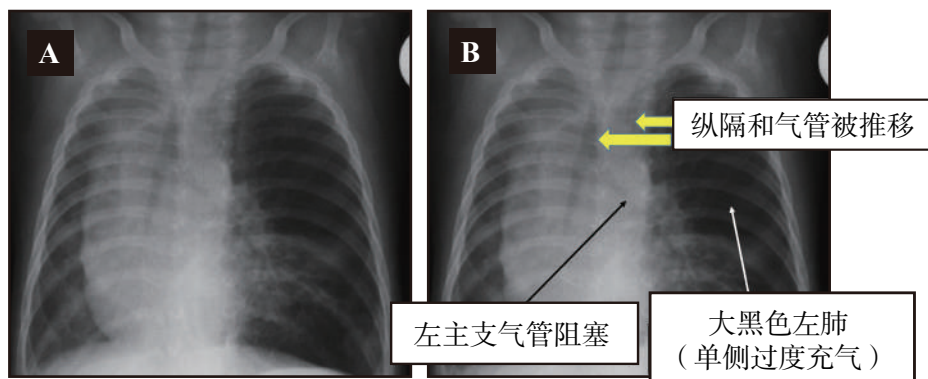 A
B
纵隔和气管被推移
左主支气管阻塞
大黑色左肺
（单侧过度充气）